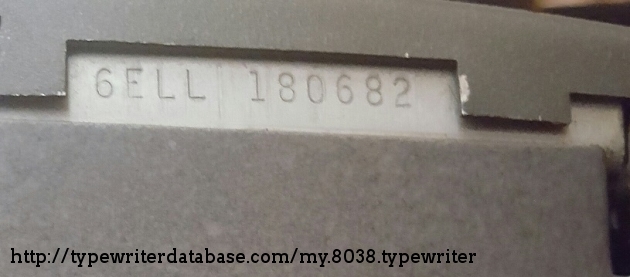 6ELL 180682
http://typewriterdatabase.com/my.8038.typewriter